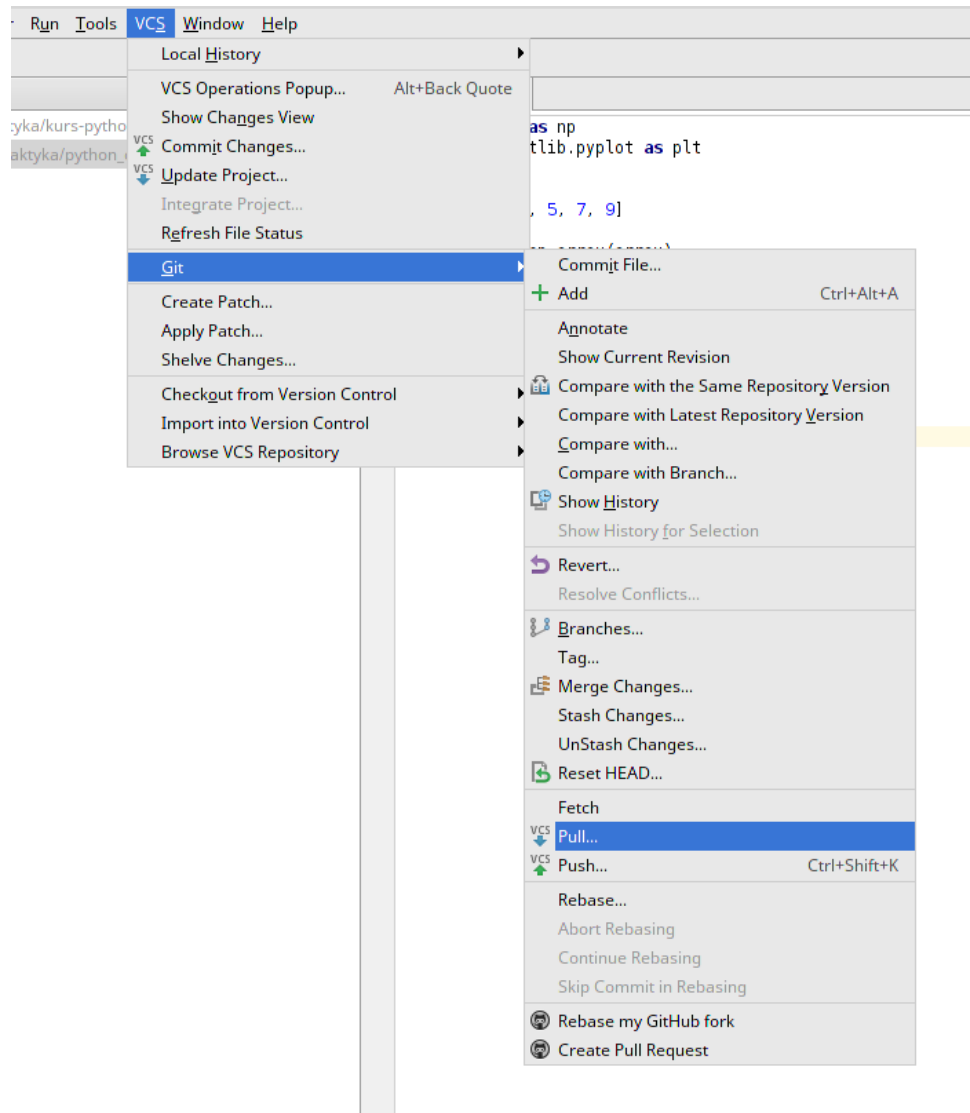 Run Tools VCS Window Help
Local History
VCS Operations Popup... Alt+Back Quote
Show Changes View
VCS Commit Changes...
VCS Update Project...
Integrate Project...
Refresh File Status
Git
Create Patch...
Apply Patch...
Shelve Changes...
Checkout from Version Control
Import into Version Control
Browse VCS Repository
tyka/kurs-pytho
aktyka/python_
as np
tlib.pyplot as plt
, 5, 7, 9]
Commit File...
Add Ctrl+Alt+A
Annotate
Show Current Revision
Compare with the Same Repository Version
Compare with Latest Repository Version
Compare with...
Compare with Branch...
Show History
Show History for Selection
Revert...
Resolve Conflicts...
Branches...
Tag...
Merge Changes...
Stash Changes...
UnStash Changes...
Reset HEAD...
Fetch
VCS Pull...
VCS Push... Ctrl+Shift+K
Rebase...
Abort Rebasing
Continue Rebasing
Skip Commit in Rebasing
Rebase my GitHub fork
Create Pull Request